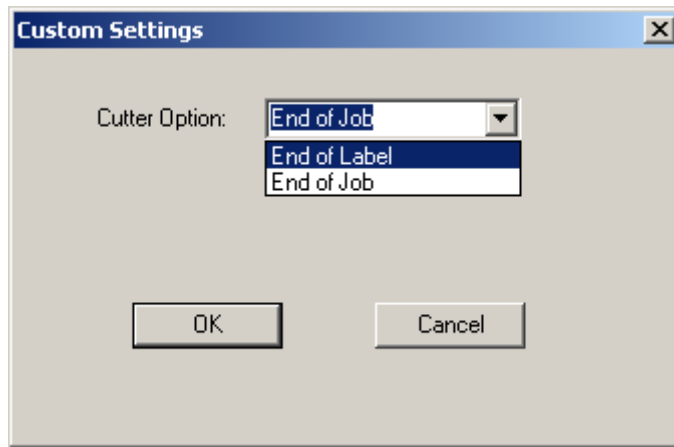 Custom Settings
Cutter Option: End of Job
End of Label
End of Job
OK Cancel